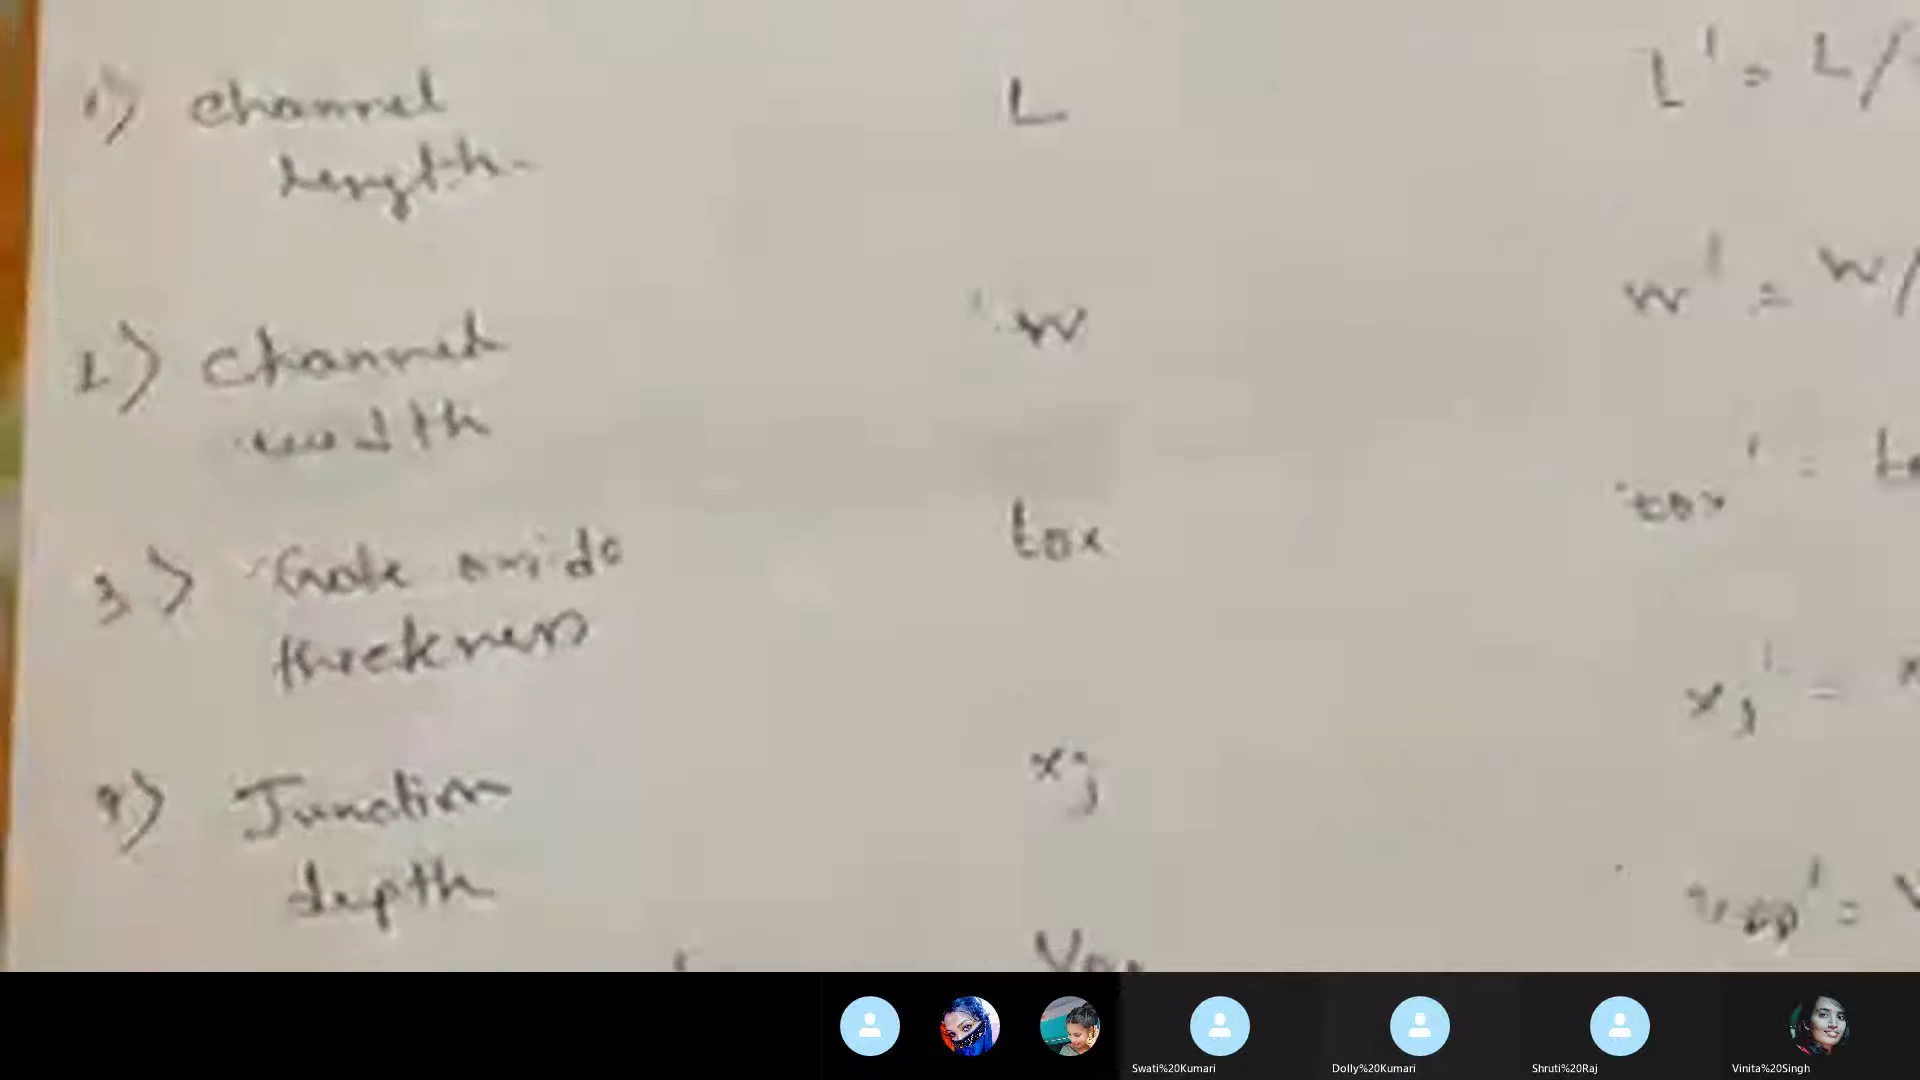 1) Channel L L' = L/
length
2) Channel W W' = W/
width
3) Gate oxide tox tox' =
thickness
4) Junction xj xj' =
depth
VDD' = V
Swati%20Kumari Dolly%20Kumari Shruti%20Raj Vinita%20Singh